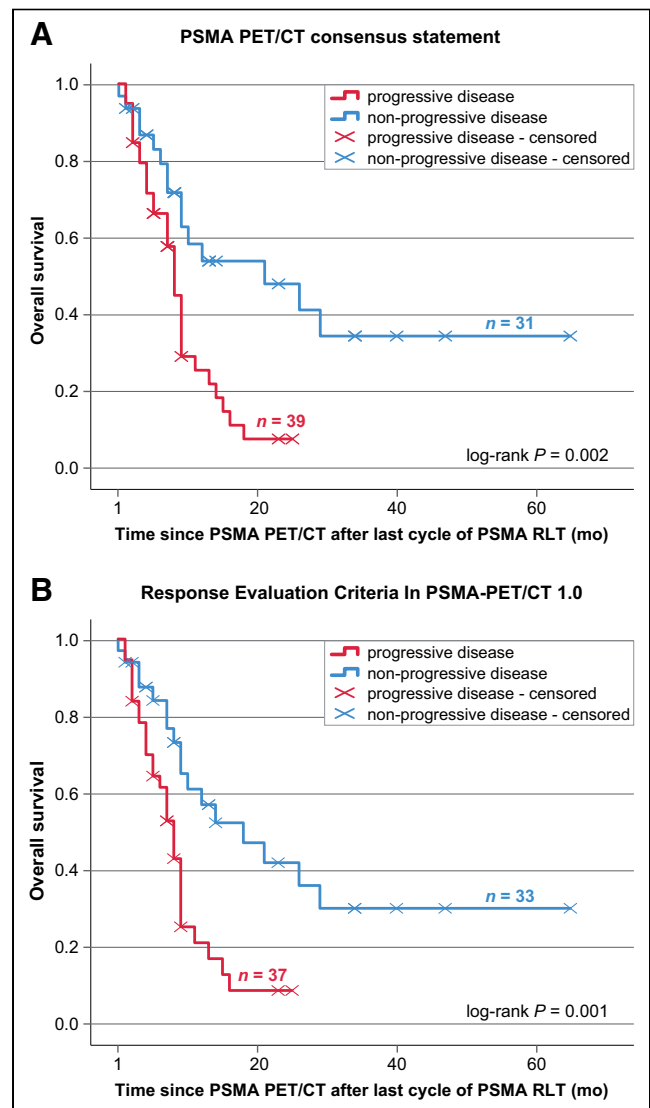 A
PSMA PET/CT consensus statement
1.0
0.8
0.6
0.4
0.2
0.0
Overall survival
progressive disease
non-progressive disease
progressive disease - censored
non-progressive disease - censored
n = 31
n = 39
log-rank P = 0.002
1
20
40
60
Time since PSMA PET/CT after last cycle of PSMA RLT (mo)
B
Response Evaluation Criteria In PSMA-PET/CT 1.0
1.0
0.8
0.6
0.4
0.2
0.0
Overall survival
progressive disease
non-progressive disease
progressive disease - censored
non-progressive disease - censored
n = 33
n = 37
log-rank P = 0.001
1
20
40
60
Time since PSMA PET/CT after last cycle of PSMA RLT (mo)